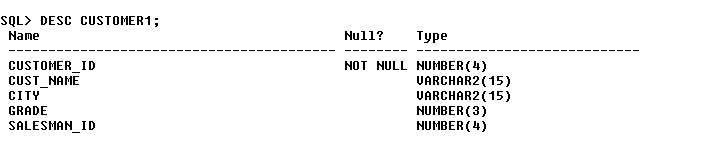 SQL> DESC CUSTOMER1;
Name Null? Type
----------------------------------------- -------- ----------------------------
CUSTOMER_ID NOT NULL NUMBER(4)
CUST_NAME VARCHAR2(15)
CITY VARCHAR2(15)
GRADE NUMBER(3)
SALESMAN_ID NUMBER(4)